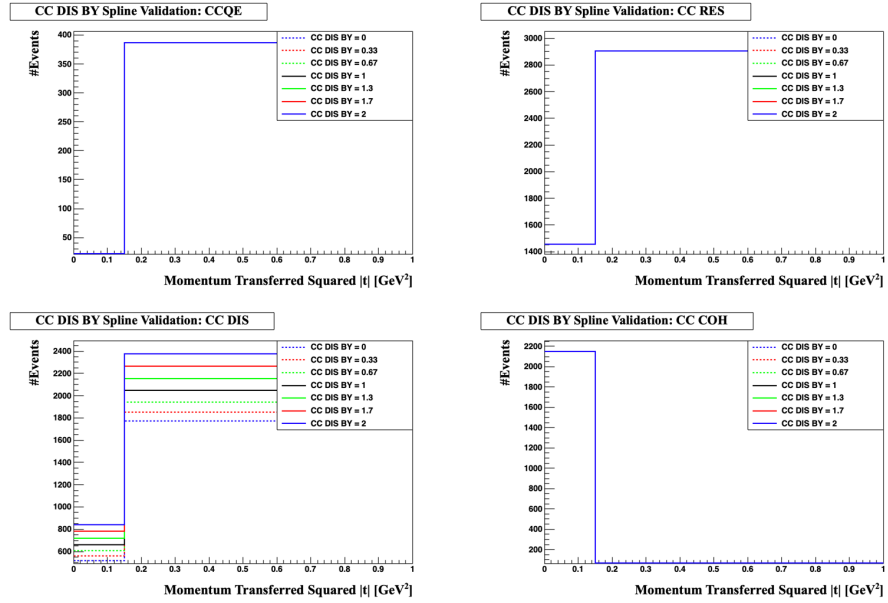 CC DIS BY Spline Validation: CCQE
#Events
400
350
300
250
200
150
100
50
0 0.1 0.2 0.3 0.4 0.5 0.6 0.7 0.8 0.9 1
Momentum Transferred Squared |t| [GeV²]
CC DIS BY = 0
CC DIS BY = 0.33
CC DIS BY = 0.67
CC DIS BY = 1
CC DIS BY = 1.3
CC DIS BY = 1.7
CC DIS BY = 2
CC DIS BY Spline Validation: CC RES
#Events
3000
2800
2600
2400
2200
2000
1800
1600
1400
0 0.1 0.2 0.3 0.4 0.5 0.6 0.7 0.8 0.9 1
Momentum Transferred Squared |t| [GeV²]
CC DIS BY = 0
CC DIS BY = 0.33
CC DIS BY = 0.67
CC DIS BY = 1
CC DIS BY = 1.3
CC DIS BY = 1.7
CC DIS BY = 2
CC DIS BY Spline Validation: CC DIS
#Events
2400
2200
2000
1800
1600
1400
1200
1000
800
600
0 0.1 0.2 0.3 0.4 0.5 0.6 0.7 0.8 0.9 1
Momentum Transferred Squared |t| [GeV²]
CC DIS BY = 0
CC DIS BY = 0.33
CC DIS BY = 0.67
CC DIS BY = 1
CC DIS BY = 1.3
CC DIS BY = 1.7
CC DIS BY = 2
CC DIS BY Spline Validation: CC COH
#Events
2200
2000
1800
1600
1400
1200
1000
800
600
400
200
0 0.1 0.2 0.3 0.4 0.5 0.6 0.7 0.8 0.9 1
Momentum Transferred Squared |t| [GeV²]
CC DIS BY = 0
CC DIS BY = 0.33
CC DIS BY = 0.67
CC DIS BY = 1
CC DIS BY = 1.3
CC DIS BY = 1.7
CC DIS BY = 2